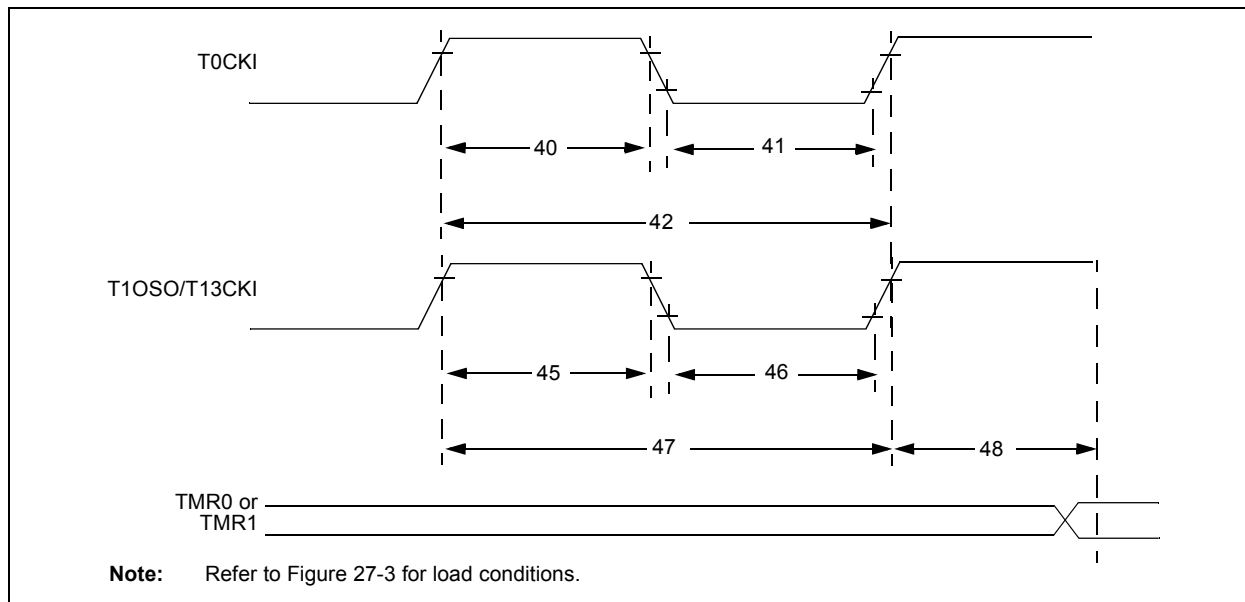 T0CKI
40
41
42
T1OSO/T13CKI
45
46
47
48
TMR0 or
TMR1
Note: Refer to Figure 27-3 for load conditions.